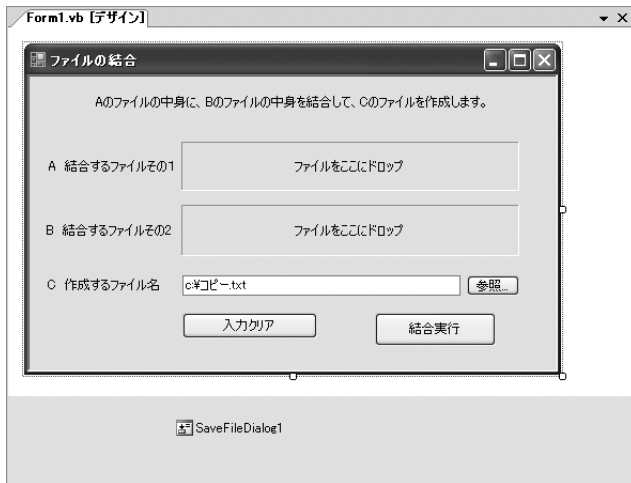 Form1.vb [デザイン]
ファイルの結合
Aのファイルの中身に、Bのファイルの中身を結合して、Cのファイルを作成します。
A 結合するファイルその1
ファイルをここにドロップ
B 結合するファイルその2
ファイルをここにドロップ
C 作成するファイル名
c:¥コピー.txt
参照...
入力クリア
結合実行
SaveFileDialog1